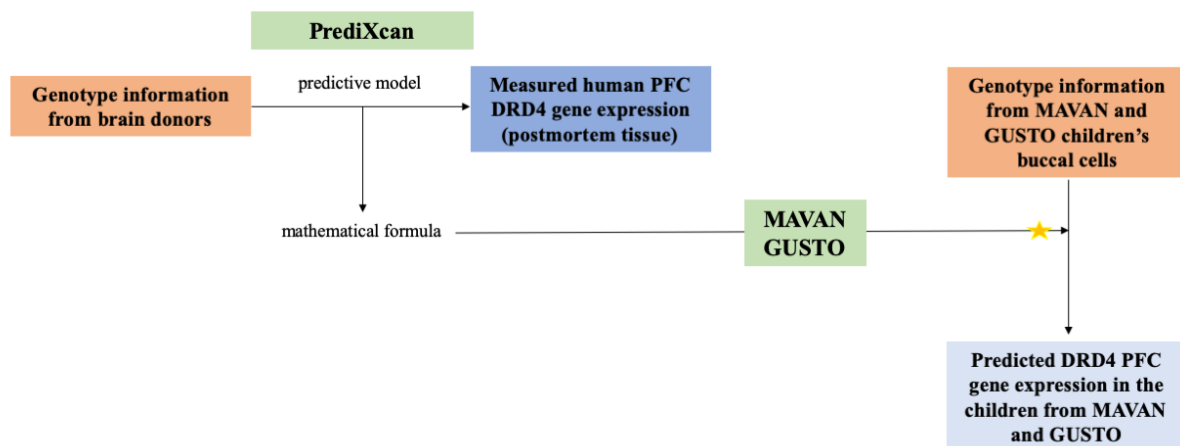 PrediXcan
Genotype information
from brain donors
predictive model
Measured human PFC
DRD4 gene expression
(postmortem tissue)
mathematical formula
MAVAN
GUSTO
Genotype information
from MAVAN and
GUSTO children's
buccal cells
Predicted DRD4 PFC
gene expression in the
children from MAVAN
and GUSTO